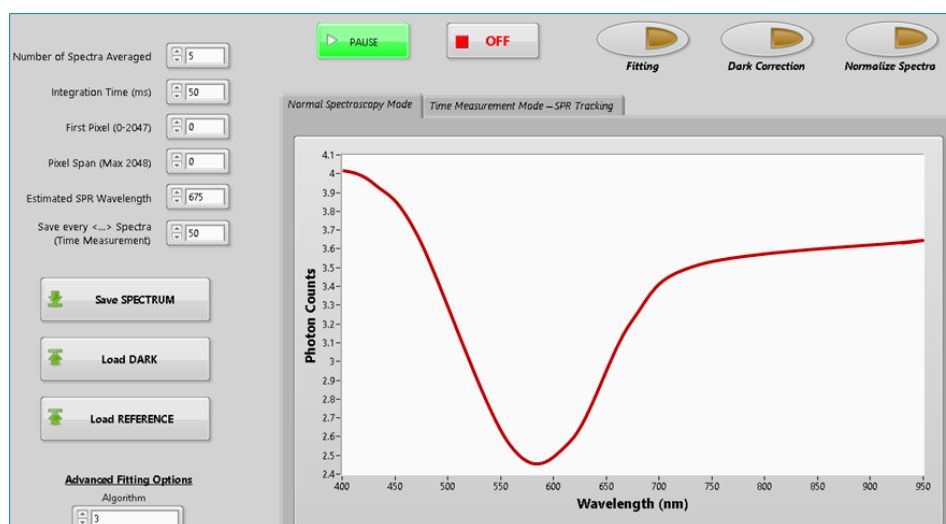 PAUSE
OFF
Fitting
Dark Correction
Normalize Spectra
Number of Spectra Averaged 5
Integration Time (ms) 50
First Pixel (0-2047) 0
Pixel Span (Max 2048) 0
Estimated SPR Wavelength 675
Save every <...> Spectra
(Time Measurement) 50
Save SPECTRUM
Load DARK
Load REFERENCE
Advanced Fitting Options
Algorithm
3
Normal Spectroscopy Mode
Time Measurement Mode – SPR Tracking
Photon Counts
4.1
4
3.9
3.8
3.7
3.6
3.5
3.4
3.3
3.2
3.1
3
2.9
2.8
2.7
2.6
2.5
2.4
400 450 500 550 600 650 700 750 800 850 900 950
Wavelength (nm)